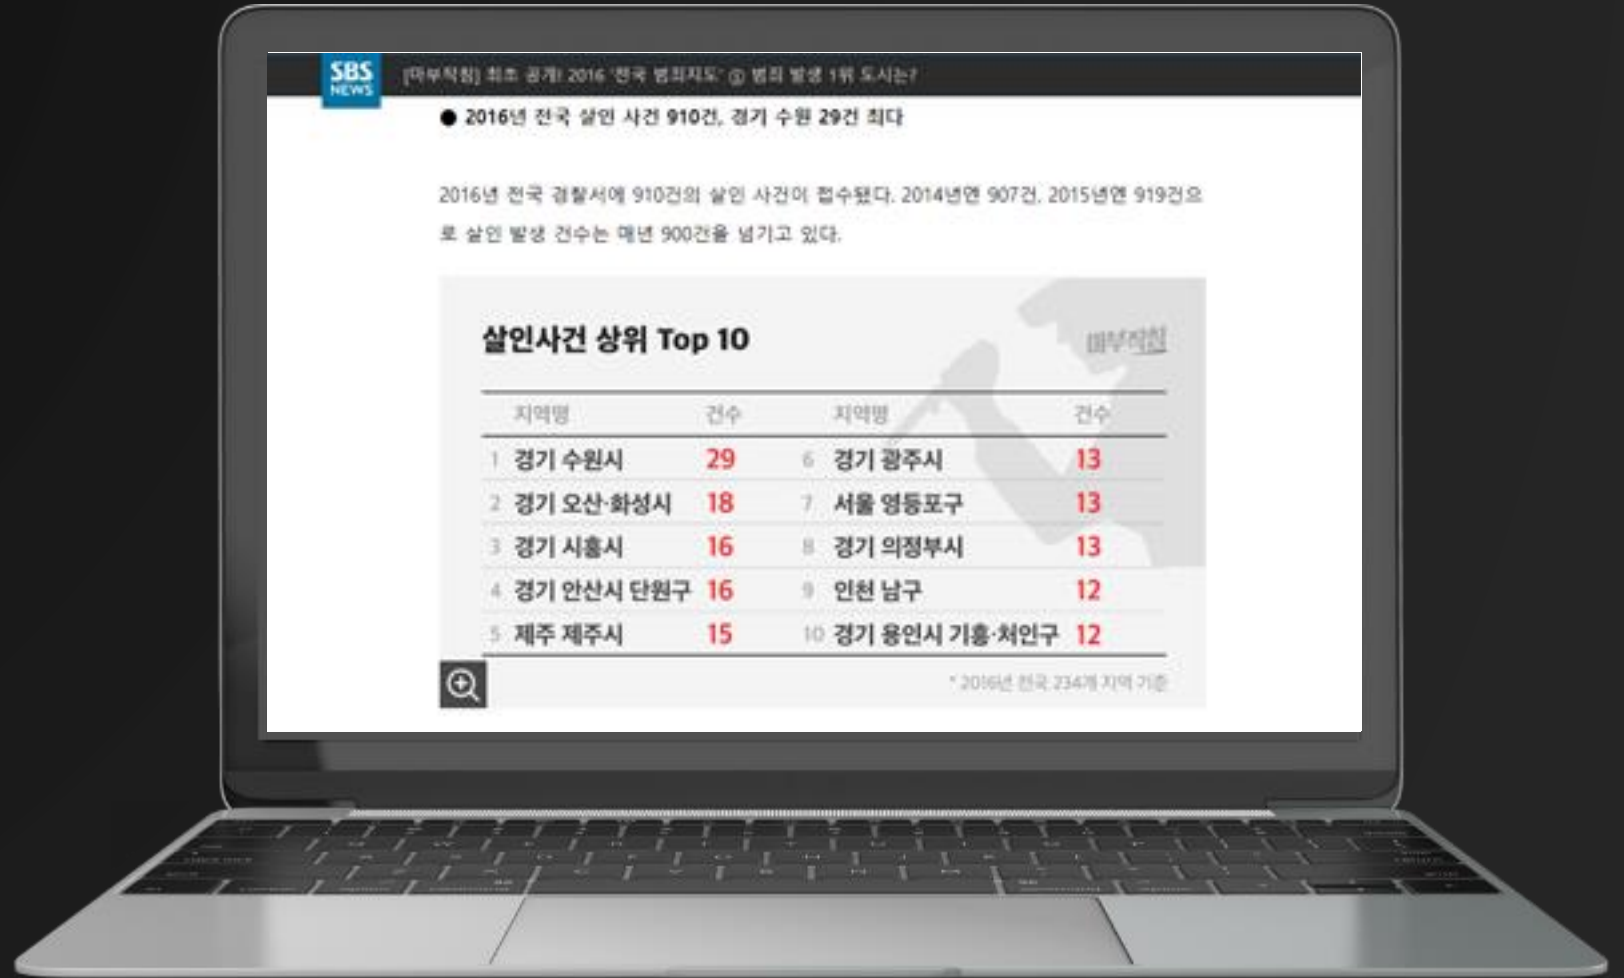 SBS
NEWS
[마부작침] 최초 공개! 2016 '전국 범죄지도' ① 범죄 발생 1위 도시는?
● 2016년 전국 살인 사건 910건, 경기 수원 29건 최다
2016년 전국 경찰서에 910건의 살인 사건이 접수됐다. 2014년엔 907건, 2015년엔 919건으
로 살인 발생 건수는 매년 900건을 넘기고 있다.
살인사건 상위 Top 10
마부작침
지역명 건수 지역명 건수
1 경기 수원시 29 6 경기 광주시 13
2 경기 오산·화성시 18 7 서울 영등포구 13
3 경기 시흥시 16 8 경기 의정부시 13
4 경기 안산시 단원구 16 9 인천 남구 12
5 제주 제주시 15 10 경기 용인시 기흥·처인구 12
* 2016년 전국 234개 지역 기준